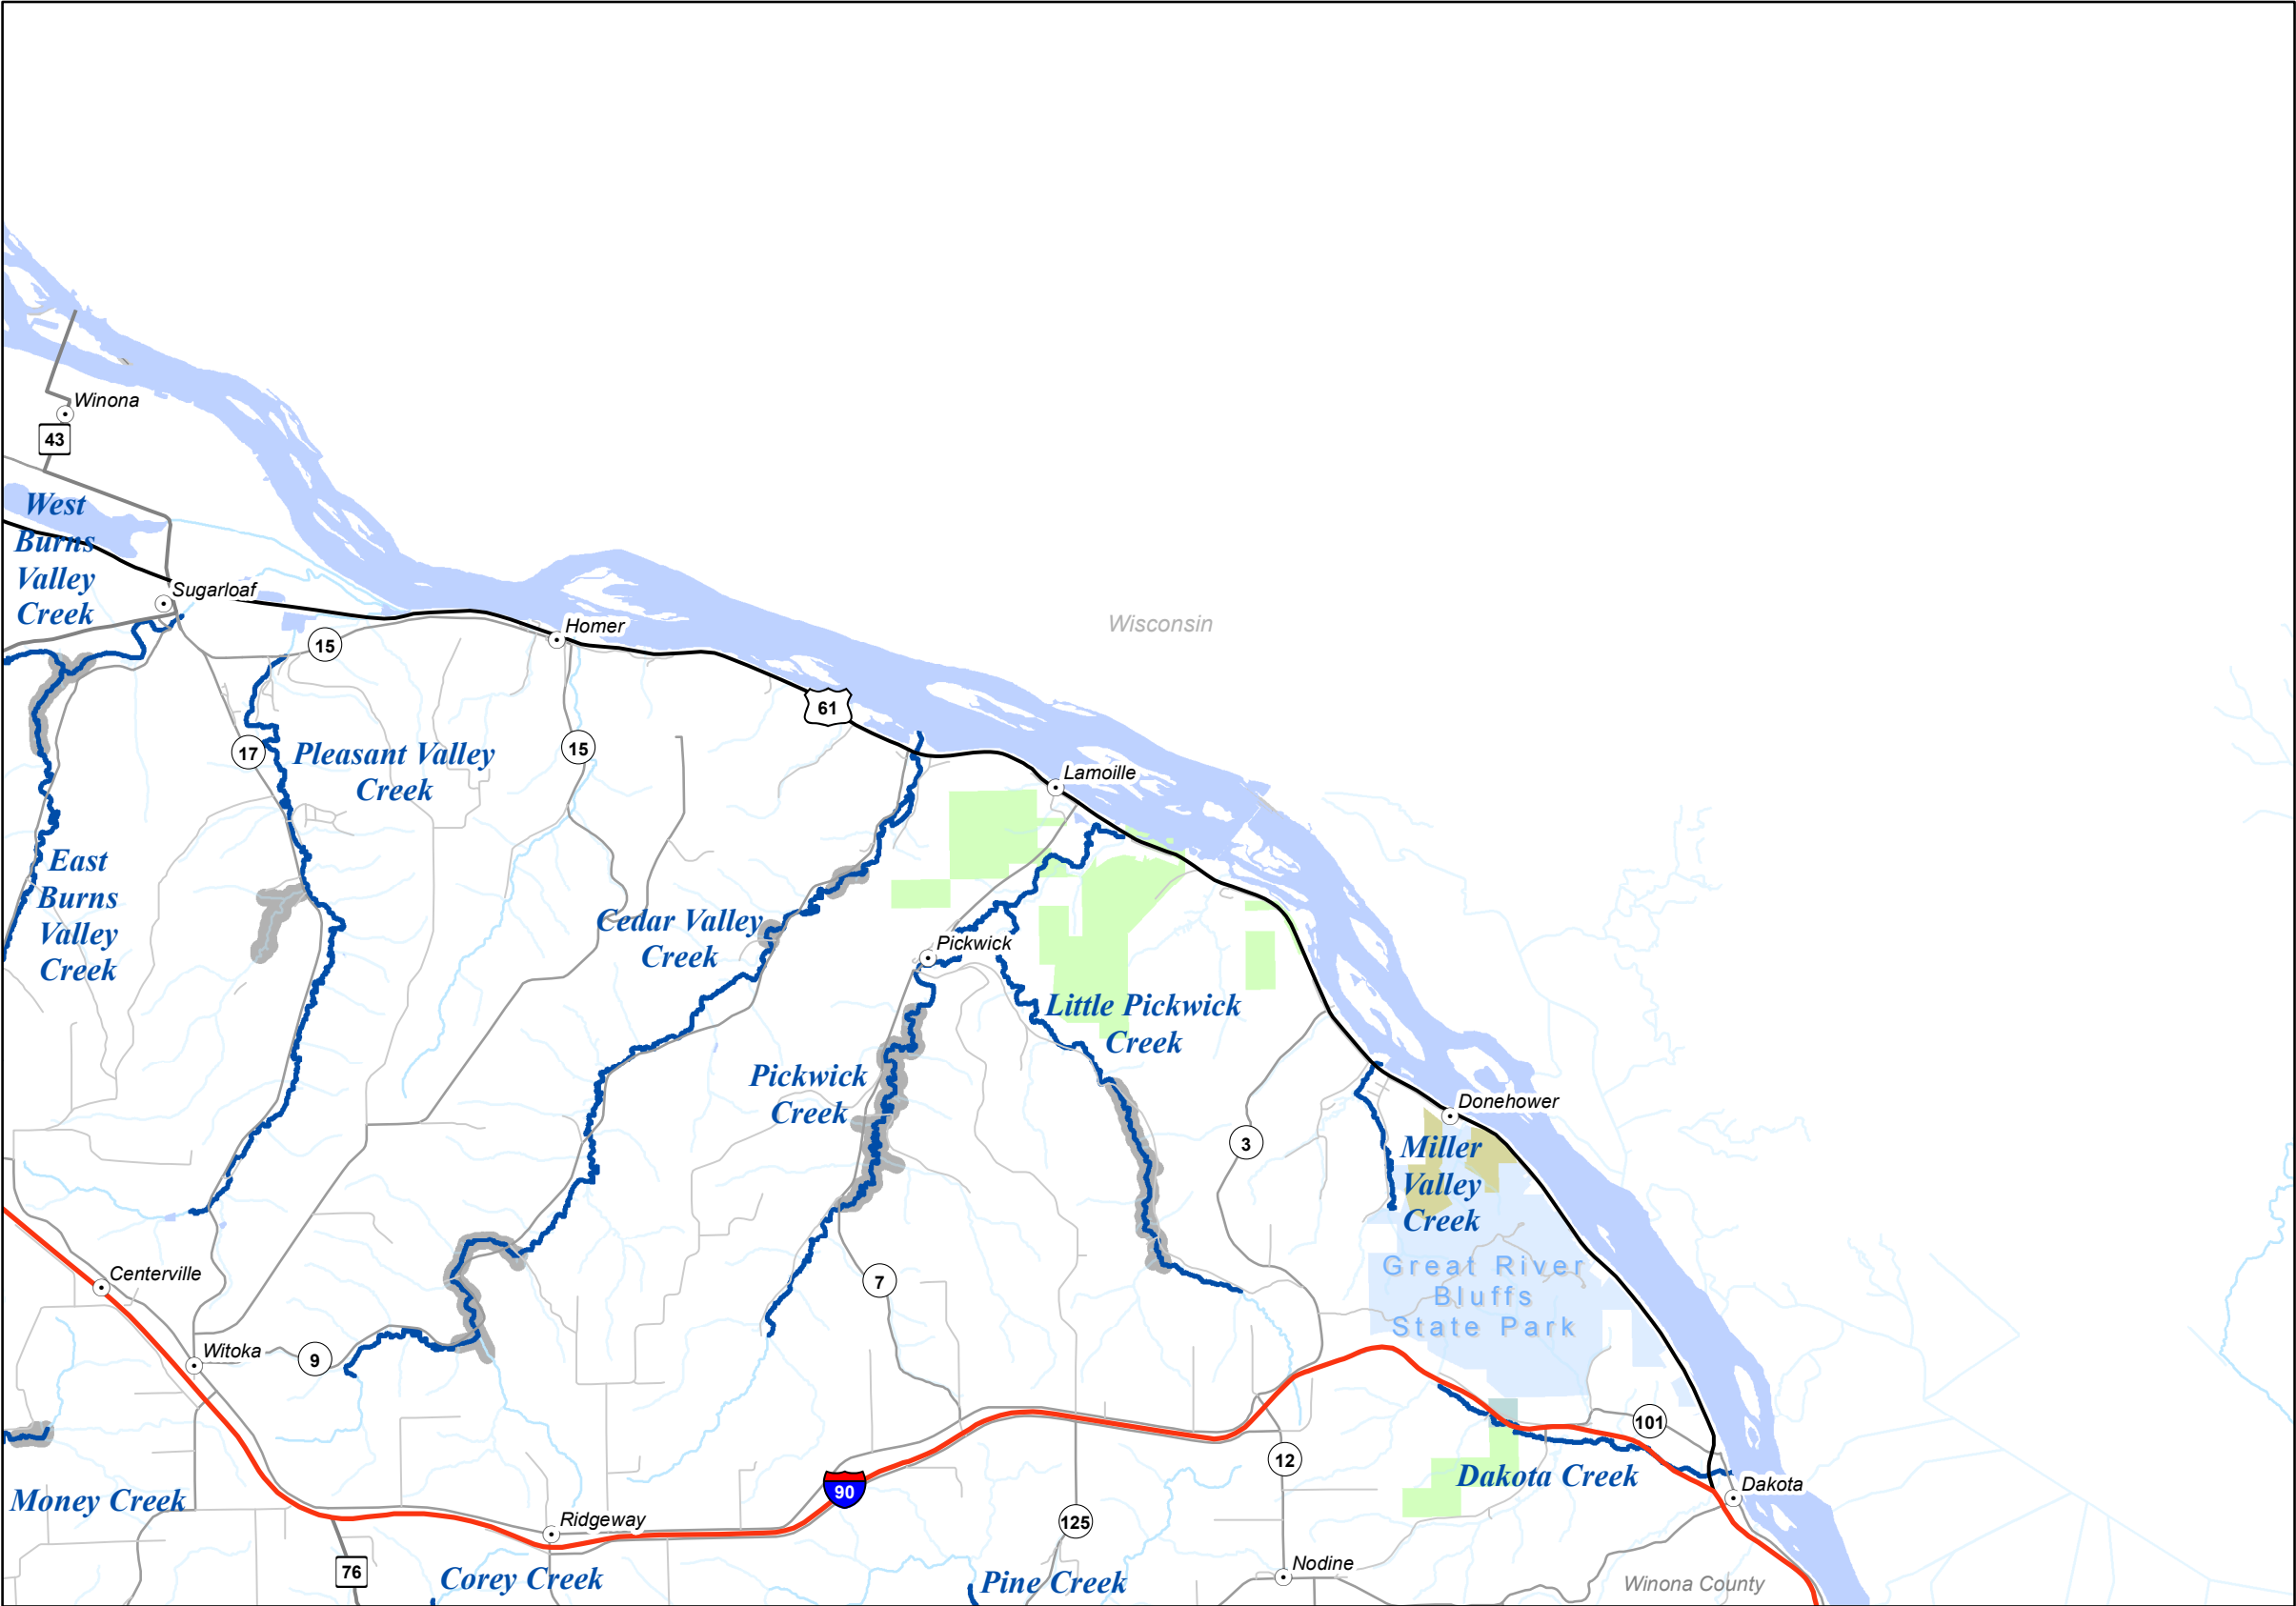 Winona
43
West
Burns
Valley
Creek
Sugarloaf
15
Homer
Wisconsin
61
17
Pleasant Valley
Creek
15
Lamoille
East
Burns
Valley
Creek
Cedar Valley
Creek
Pickwick
Little Pickwick
Creek
Pickwick
Creek
Donehower
3
Miller
Valley
Creek
Great River
Bluffs
State Park
Centerville
7
Witoka
9
101
12
Dakota Creek
Money Creek
90
Dakota
Ridgeway
125
76
Corey Creek
Pine Creek
Nodine
Winona County